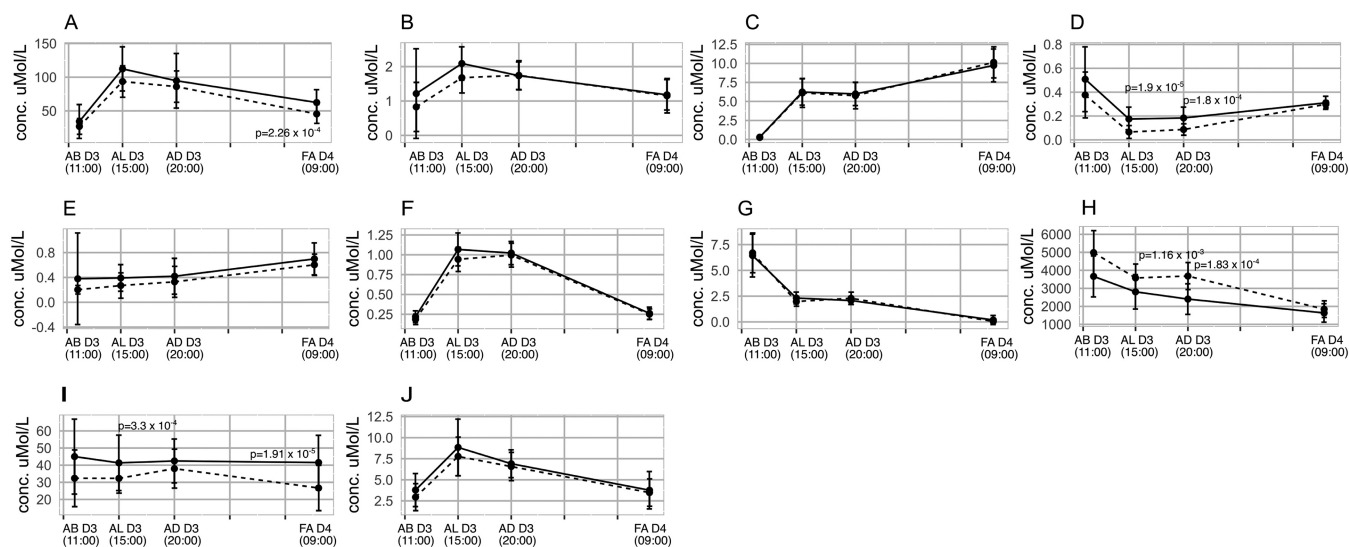 A
conc. uMol/L
150
100
50
p=2.26 x 10⁻⁴
AB D3 AL D3 AD D3 FA D4
(11:00) (15:00) (20:00) (09:00)
B
conc. uMol/L
2
1
0
AB D3 AL D3 AD D3 FA D4
(11:00) (15:00) (20:00) (09:00)
C
conc. uMol/L
12.5
10.0
7.5
5.0
2.5
0.0
AB D3 AL D3 AD D3 FA D4
(11:00) (15:00) (20:00) (09:00)
D
conc. uMol/L
0.8
0.6
0.4
0.2
0.0
p=1.9 x 10⁻⁵
p=1.8 x 10⁻⁴
AB D3 AL D3 AD D3 FA D4
(11:00) (15:00) (20:00) (09:00)
E
conc. uMol/L
0.8
0.4
0.0
-0.4
AB D3 AL D3 AD D3 FA D4
(11:00) (15:00) (20:00) (09:00)
F
conc. uMol/L
1.25
1.00
0.75
0.50
0.25
AB D3 AL D3 AD D3 FA D4
(11:00) (15:00) (20:00) (09:00)
G
conc. uMol/L
7.5
5.0
2.5
0.0
AB D3 AL D3 AD D3 FA D4
(11:00) (15:00) (20:00) (09:00)
H
conc. uMol/L
6000
5000
4000
3000
2000
1000
p=1.16 x 10⁻³
p=1.83 x 10⁻⁴
AB D3 AL D3 AD D3 FA D4
(11:00) (15:00) (20:00) (09:00)
I
conc. uMol/L
60
50
40
30
20
p=3.3 x 10⁻⁴
p=1.91 x 10⁻⁵
AB D3 AL D3 AD D3 FA D4
(11:00) (15:00) (20:00) (09:00)
J
conc. uMol/L
12.5
10.0
7.5
5.0
2.5
AB D3 AL D3 AD D3 FA D4
(11:00) (15:00) (20:00) (09:00)